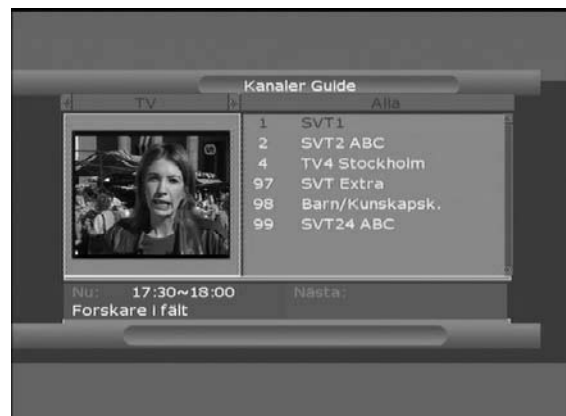 Kanaler Guide
TV
Alla
1 SVT1
2 SVT2 ABC
4 TV4 Stockholm
97 SVT Extra
98 Barn/Kunskapsk.
99 SVT24 ABC
Nu: 17:30~18:00
Nästa:
Forskare i fält